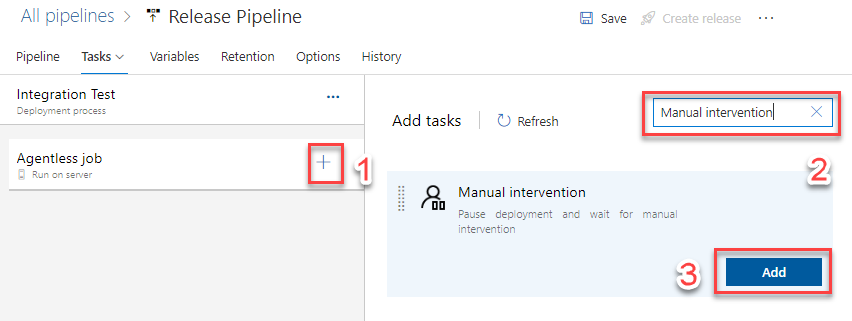 All pipelines > Release Pipeline
Save Create release ...
Pipeline Tasks Variables Retention Options History
Integration Test ...
Deployment process
Agentless job + 1
Run on server
Add tasks | Refresh
Manual intervention ×
2
Manual intervention
Pause deployment and wait for manual
intervention
3 Add